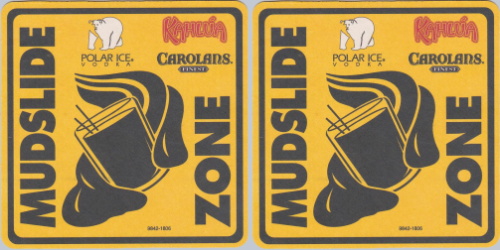 MUDSLIDE
POLAR ICE®
VODKA
KAHLÚA
CAROLANS®
FINEST
ZONE
MUDSLIDE
POLAR ICE®
VODKA
KAHLÚA
CAROLANS®
FINEST
ZONE